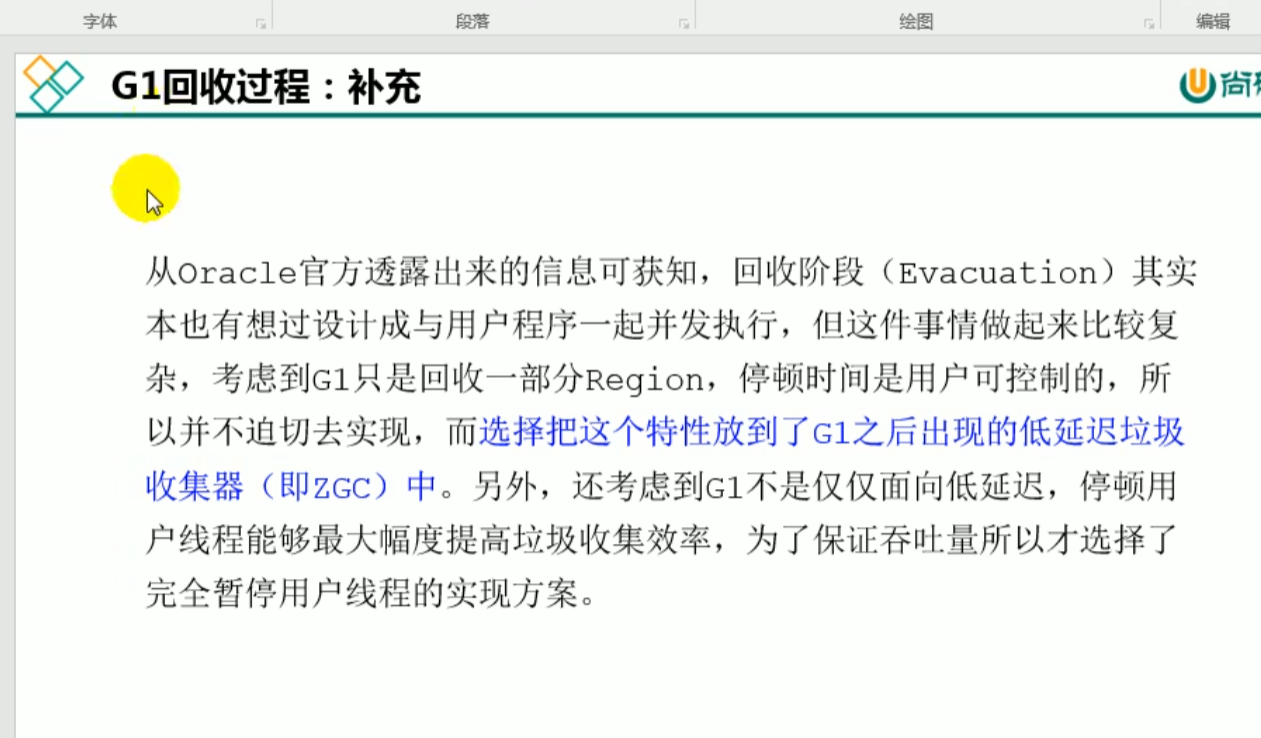 字体 段落 绘图 编辑
G1回收过程：补充
尚
从Oracle官方透露出来的信息可获知，回收阶段（Evacuation）其实
本也有想过设计成与用户程序一起并发执行，但这件事情做起来比较复
杂，考虑到G1只是回收一部分Region，停顿时间是用户可控制的，所
以并不迫切去实现，而选择把这个特性放到了G1之后出现的低延迟垃圾
收集器（即ZGC）中。另外，还考虑到G1不是仅仅面向低延迟，停顿用
户线程能够最大幅度提高垃圾收集效率，为了保证吞吐量所以才选择了
完全暂停用户线程的实现方案。